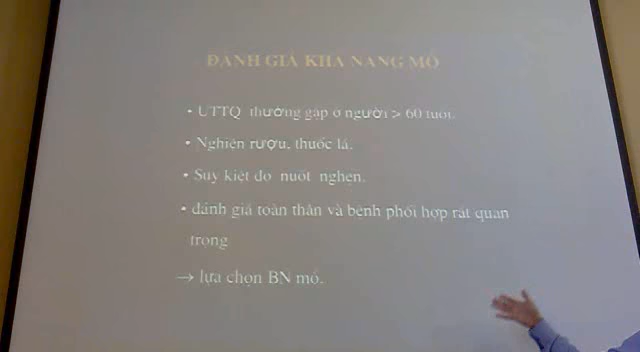 ĐÁNH GIÁ KHẢ NĂNG MỔ
• UTTQ thường gặp ở người > 60 tuổi.
• Nghiện rượu, thuốc lá.
• Suy kiệt do nuốt nghẹn.
• đánh giá toàn thân và bệnh phối hợp rất quan
trọng
→ lựa chọn BN mổ.